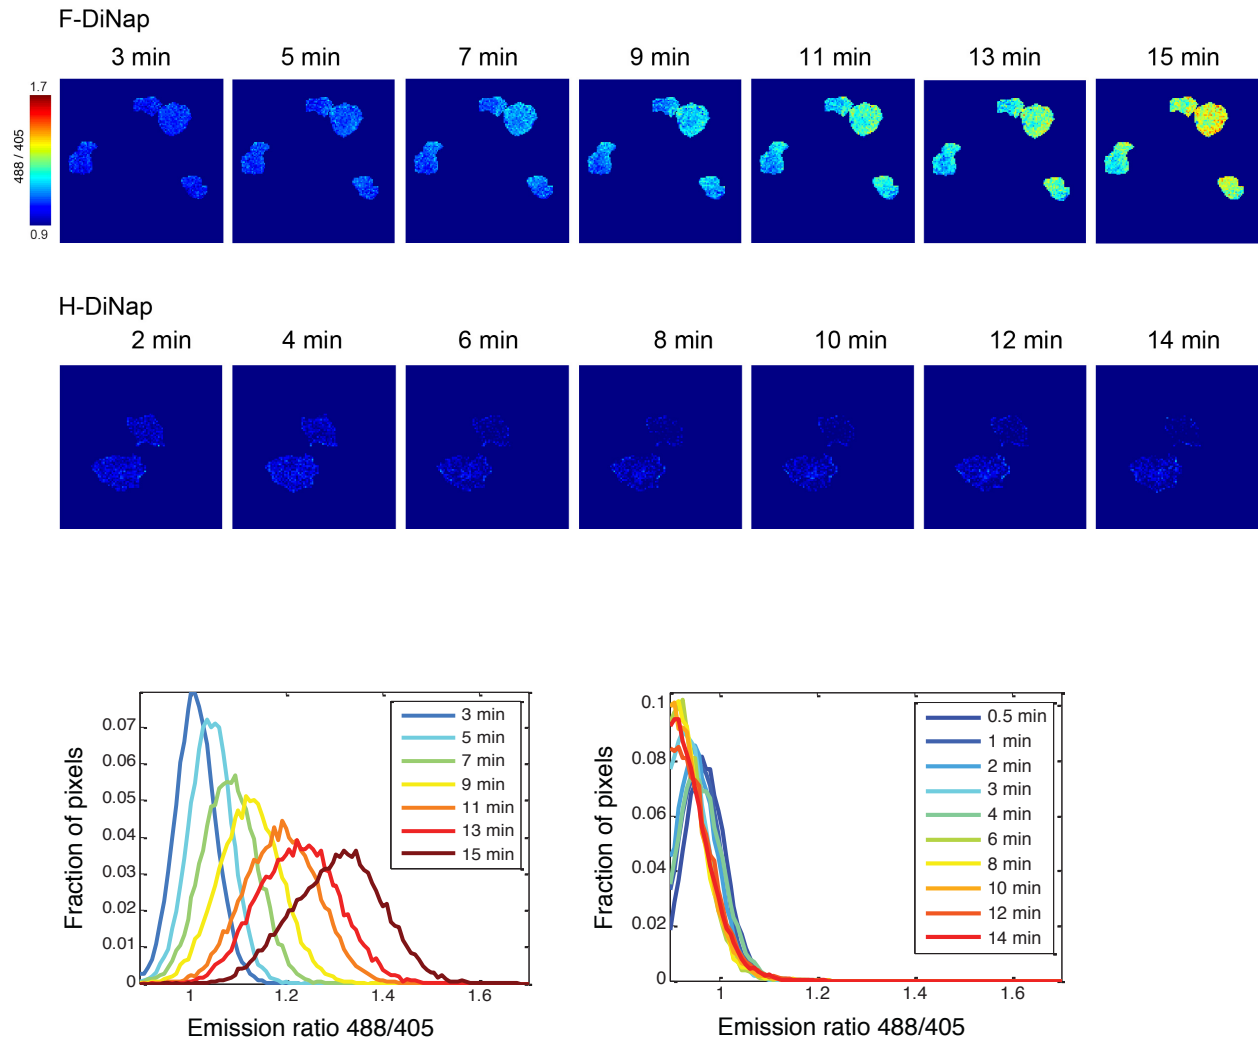 F-DiNap
3 min 5 min 7 min 9 min 11 min 13 min 15 min
1.7
488 / 405
0.9
H-DiNap
2 min 4 min 6 min 8 min 10 min 12 min 14 min
Fraction of pixels
0.07
0.06
0.05
0.04
0.03
0.02
0.01
0
1 1.2 1.4 1.6
Emission ratio 488/405
3 min
5 min
7 min
9 min
11 min
13 min
15 min
Fraction of pixels
0.1
0.08
0.06
0.04
0.02
0
1 1.2 1.4 1.6
Emission ratio 488/405
0.5 min
1 min
2 min
3 min
4 min
6 min
8 min
10 min
12 min
14 min